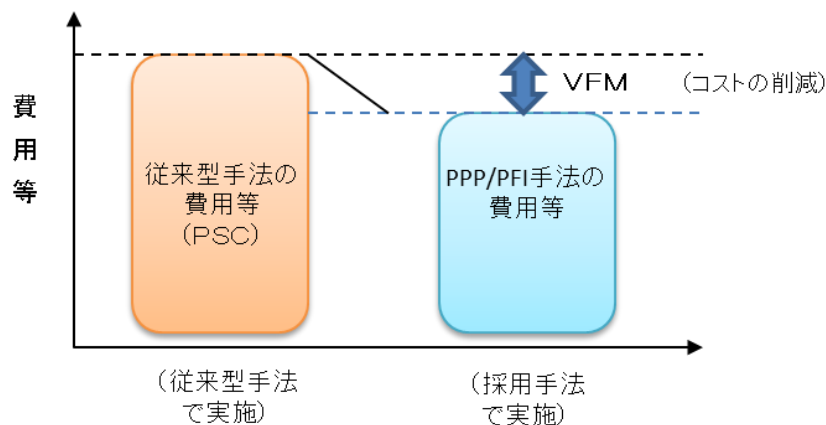 費
用
等
従来型手法の
費用等
（ＰＳＣ）
PPP/PFI手法の
費用等
ＶＦＭ
（コストの削減）
（従来型手法
で実施）
（採用手法
で実施）